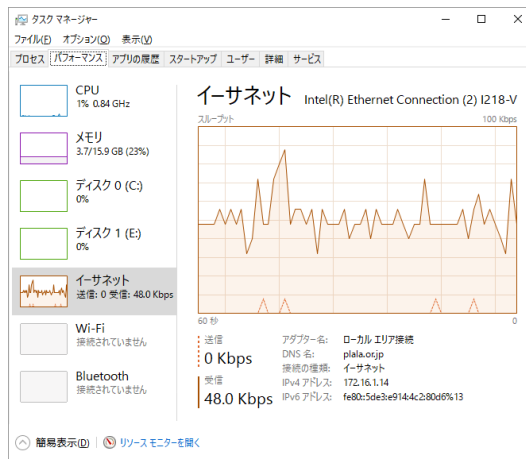 タスク マネージャー
ファイル(F) オプション(O) 表示(V)
プロセス パフォーマンス アプリの履歴 スタートアップ ユーザー 詳細 サービス
CPU
1% 0.84 GHz
メモリ
3.7/15.9 GB (23%)
ディスク 0 (C:)
0%
ディスク 1 (E:)
0%
イーサネット
送信: 0 受信: 48.0 Kbps
Wi-Fi
接続されていません
Bluetooth
接続されていません
イーサネット Intel(R) Ethernet Connection (2) I218-V
スループット 100 Kbps
60 秒 0
送信
0 Kbps
受信
48.0 Kbps
アダプター名: ローカル エリア接続
DNS 名: plala.or.jp
接続の種類: イーサネット
IPv4 アドレス: 172.16.1.14
IPv6 アドレス: fe80::5de3:e914:4c2:80d6%13
簡易表示(D) リソース モニターを開く